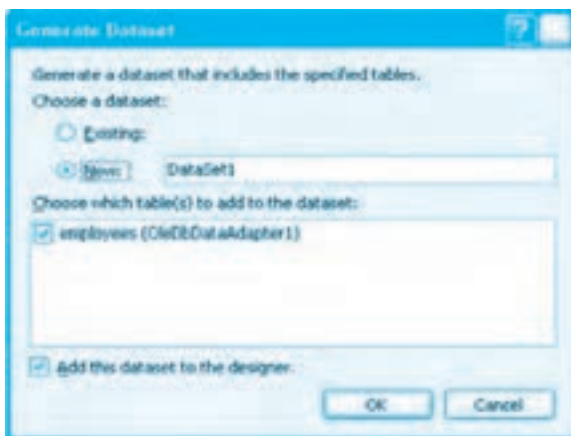 Generate Dataset
Generate a dataset that includes the specified tables.
Choose a dataset:
Existing:
New: DataSet1
Choose which table(s) to add to the dataset:
employees (OleDbDataAdapter1)
Add this dataset to the designer.
OK Cancel